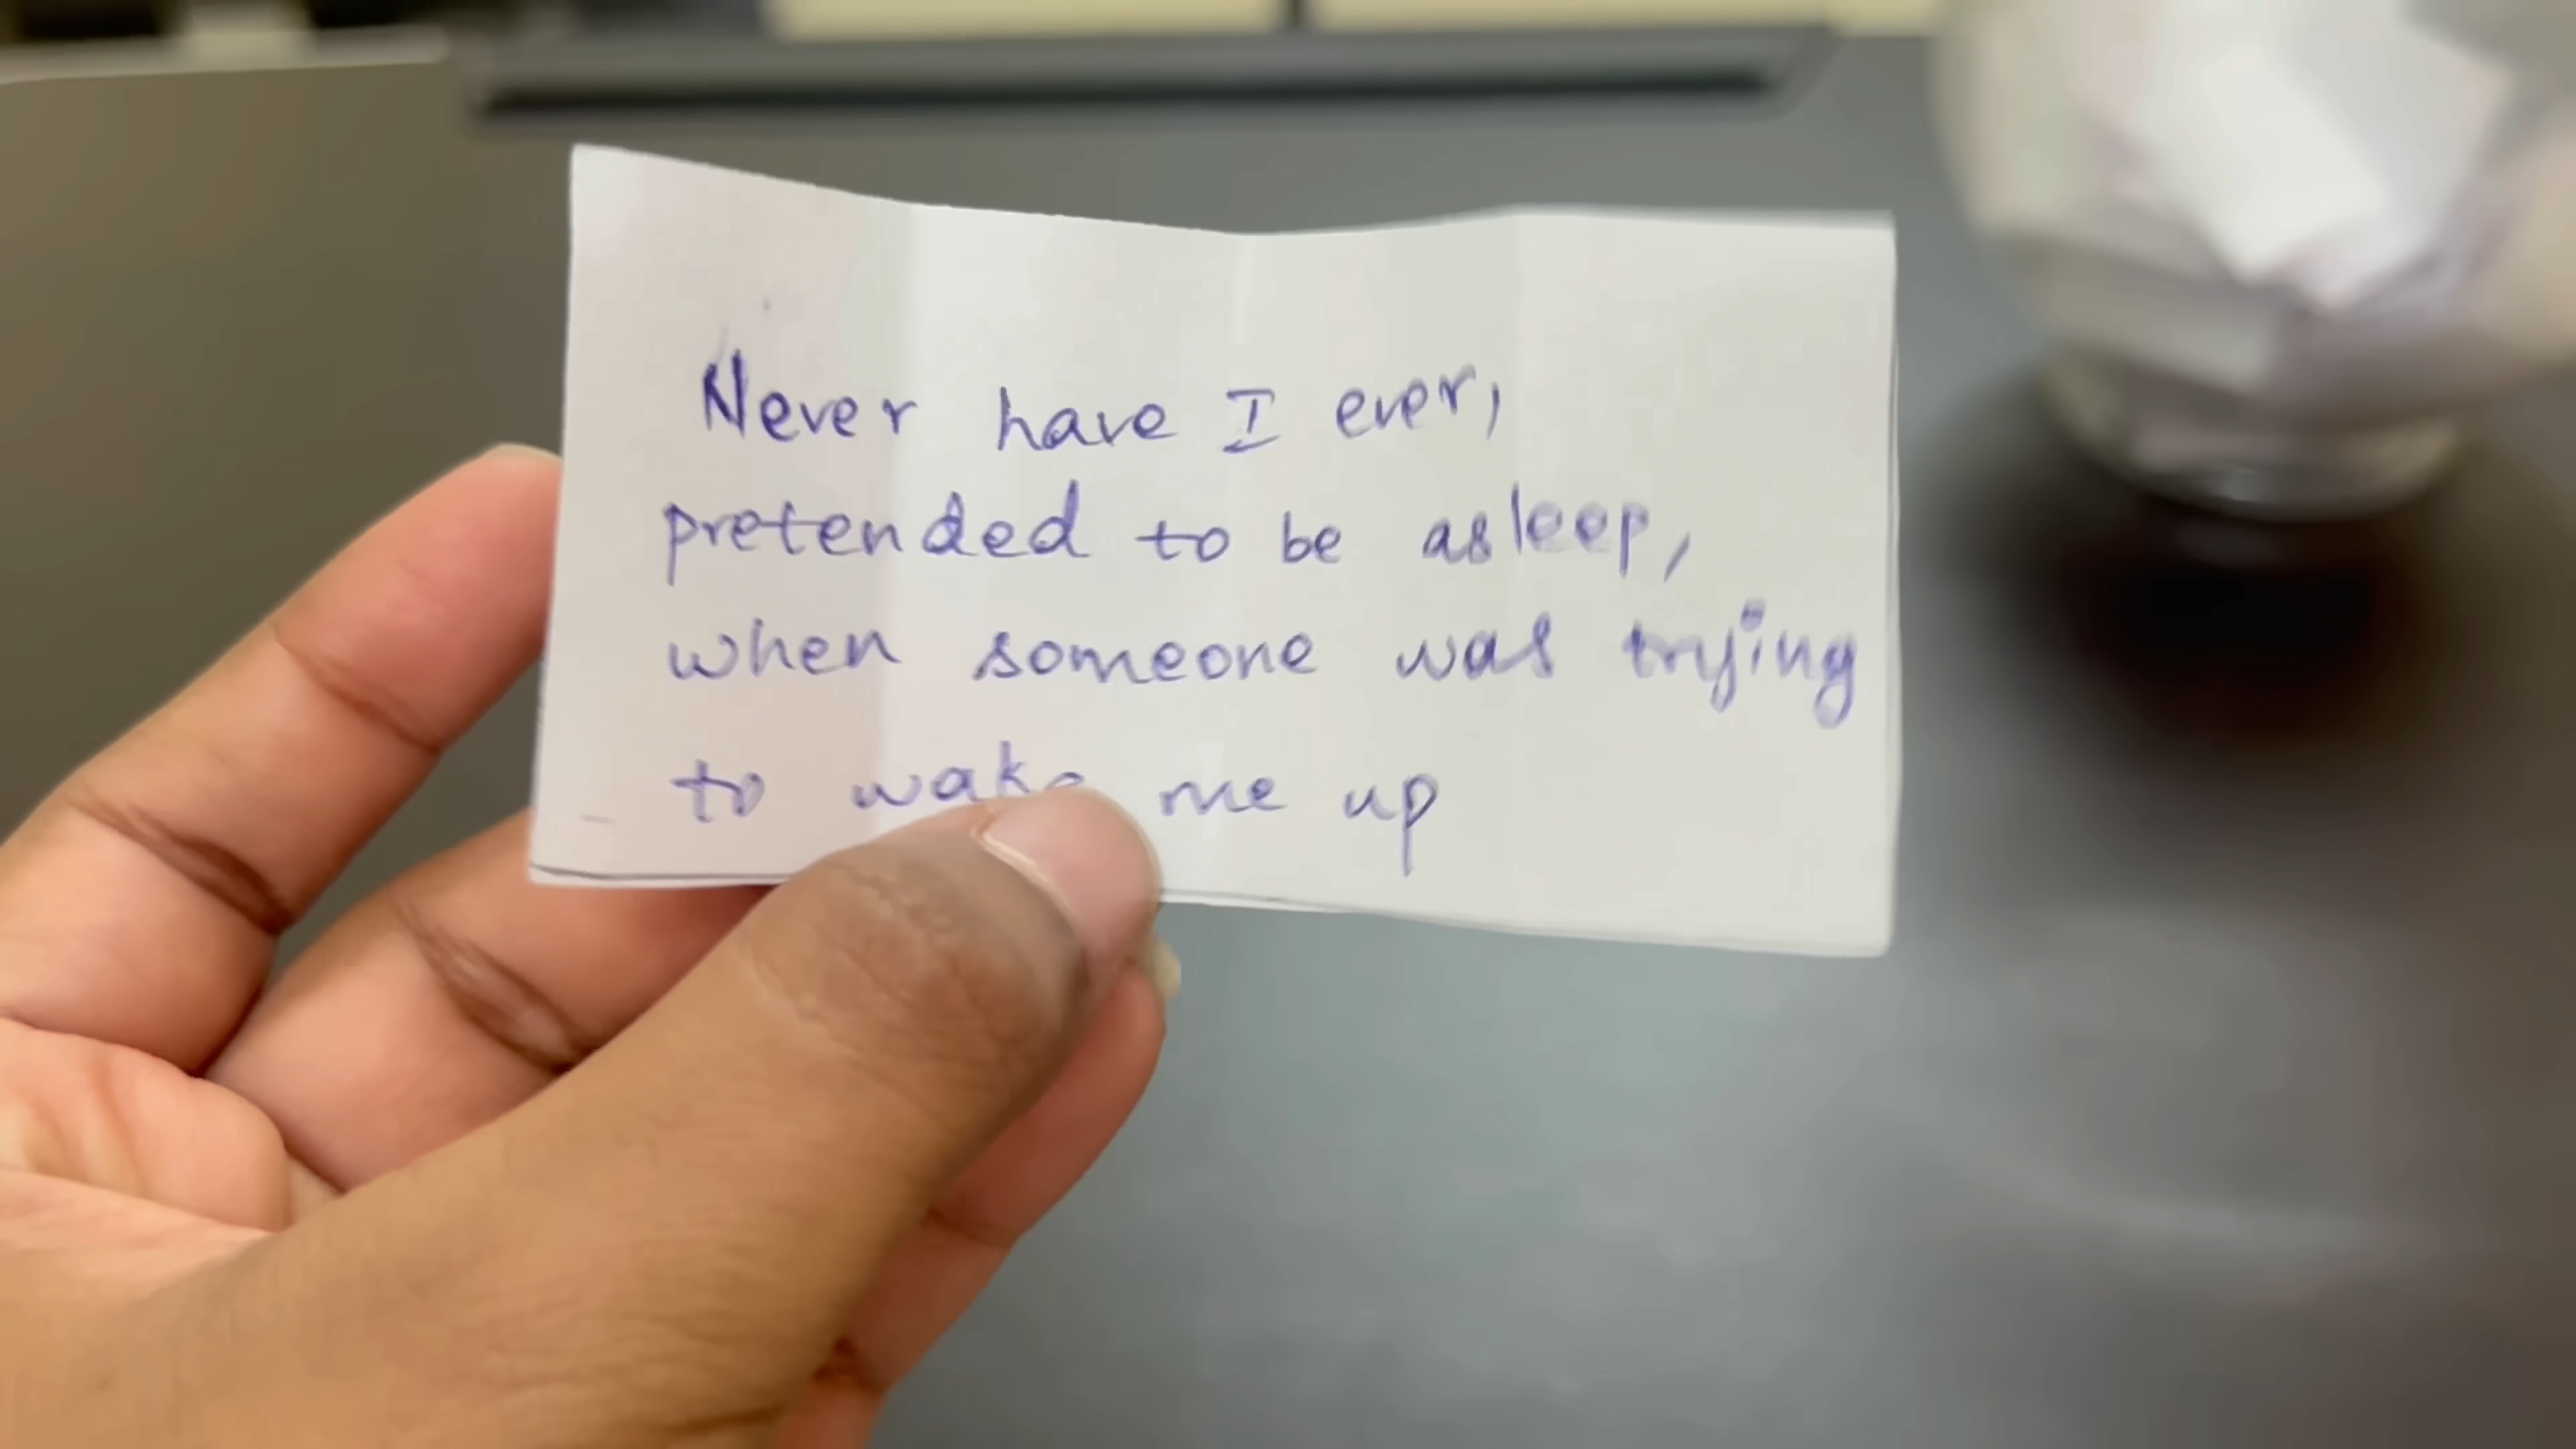 Never have I ever,
pretended to be asleep,
when someone was trying
to wake me up